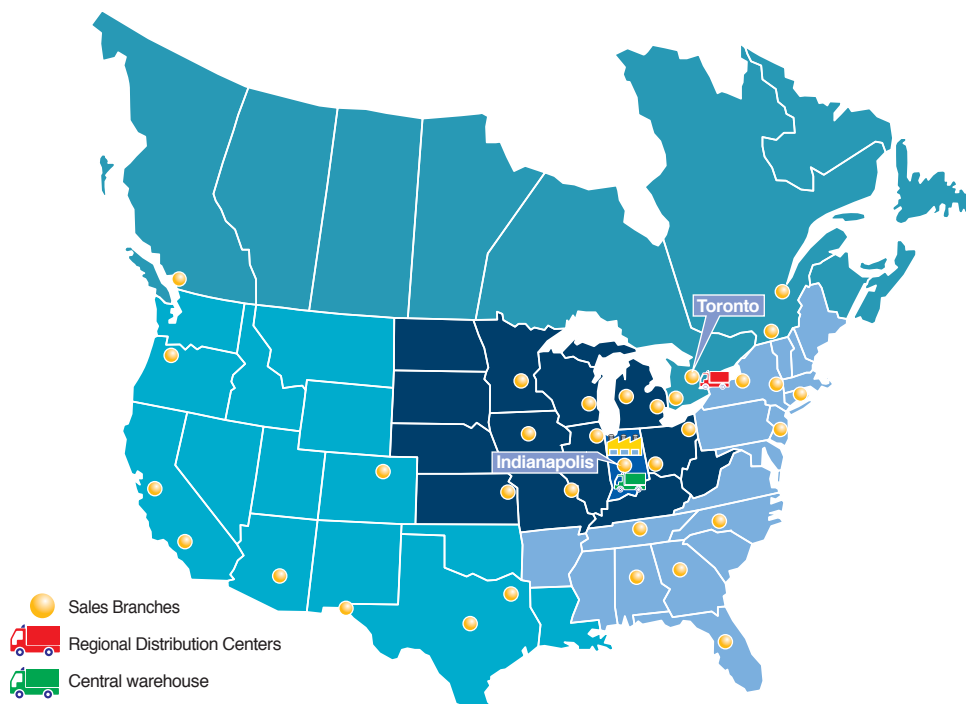 Toronto
Indianapolis
Sales Branches
Regional Distribution Centers
Central warehouse